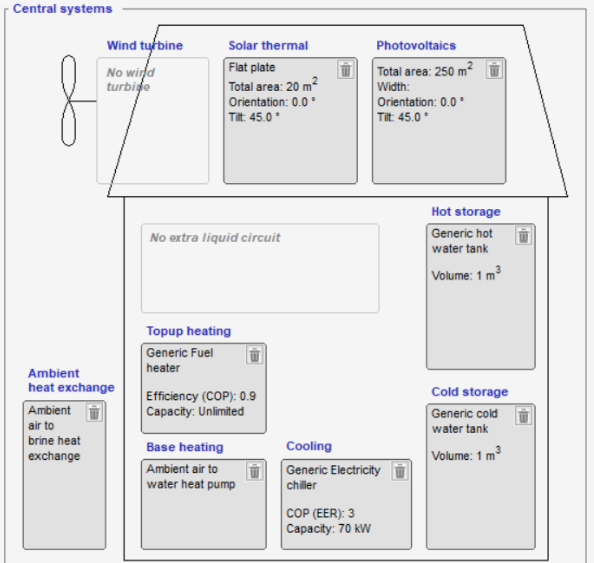 Central systems
Wind turbine
No wind
turbine
Solar thermal
Flat plate
Total area: 20 m2
Orientation: 0.0 °
Tilt: 45.0 °
Photovoltaics
Total area: 250 m2
Width:
Orientation: 0.0 °
Tilt: 45.0 °
Hot storage
Generic hot
water tank
Volume: 1 m3
No extra liquid circuit
Topup heating
Generic Fuel
heater
Efficiency (COP): 0.9
Capacity: Unlimited
Ambient
heat exchange
Ambient
air to
brine heat
exchange
Base heating
Ambient air to
water heat pump
Cooling
Generic Electricity
chiller
COP (EER): 3
Capacity: 70 kW
Cold storage
Generic cold
water tank
Volume: 1 m3